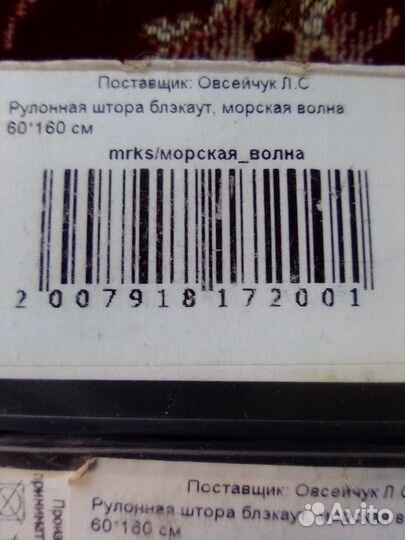 Поставщик: Овсейчук Л.С
Рулонная штора блэкаут, морская волна
60*160 см
mrks/морская_волна
2 007918 172001
Поставщик: Овсейчук Л С
Рулонная штора блэкаут, морская в
60*160 см
Avito